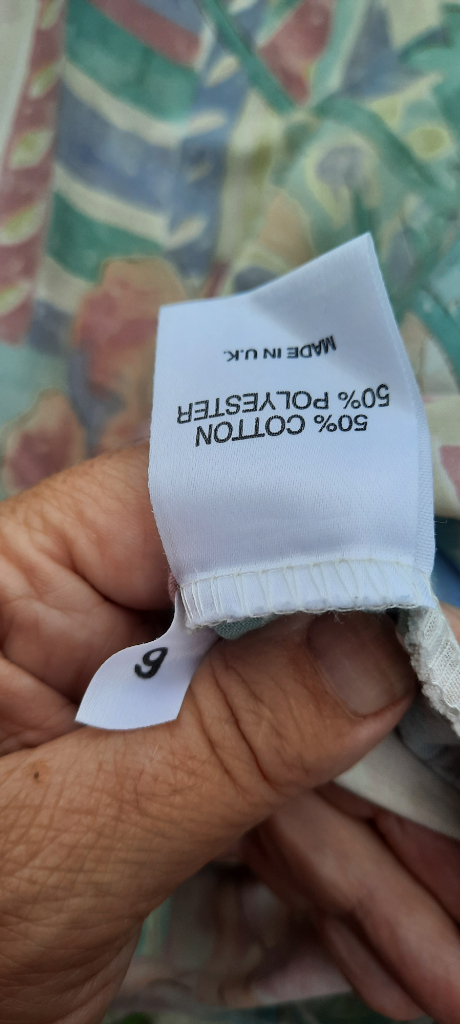 50% COTTON
50% POLYESTER
MADE IN U.K.